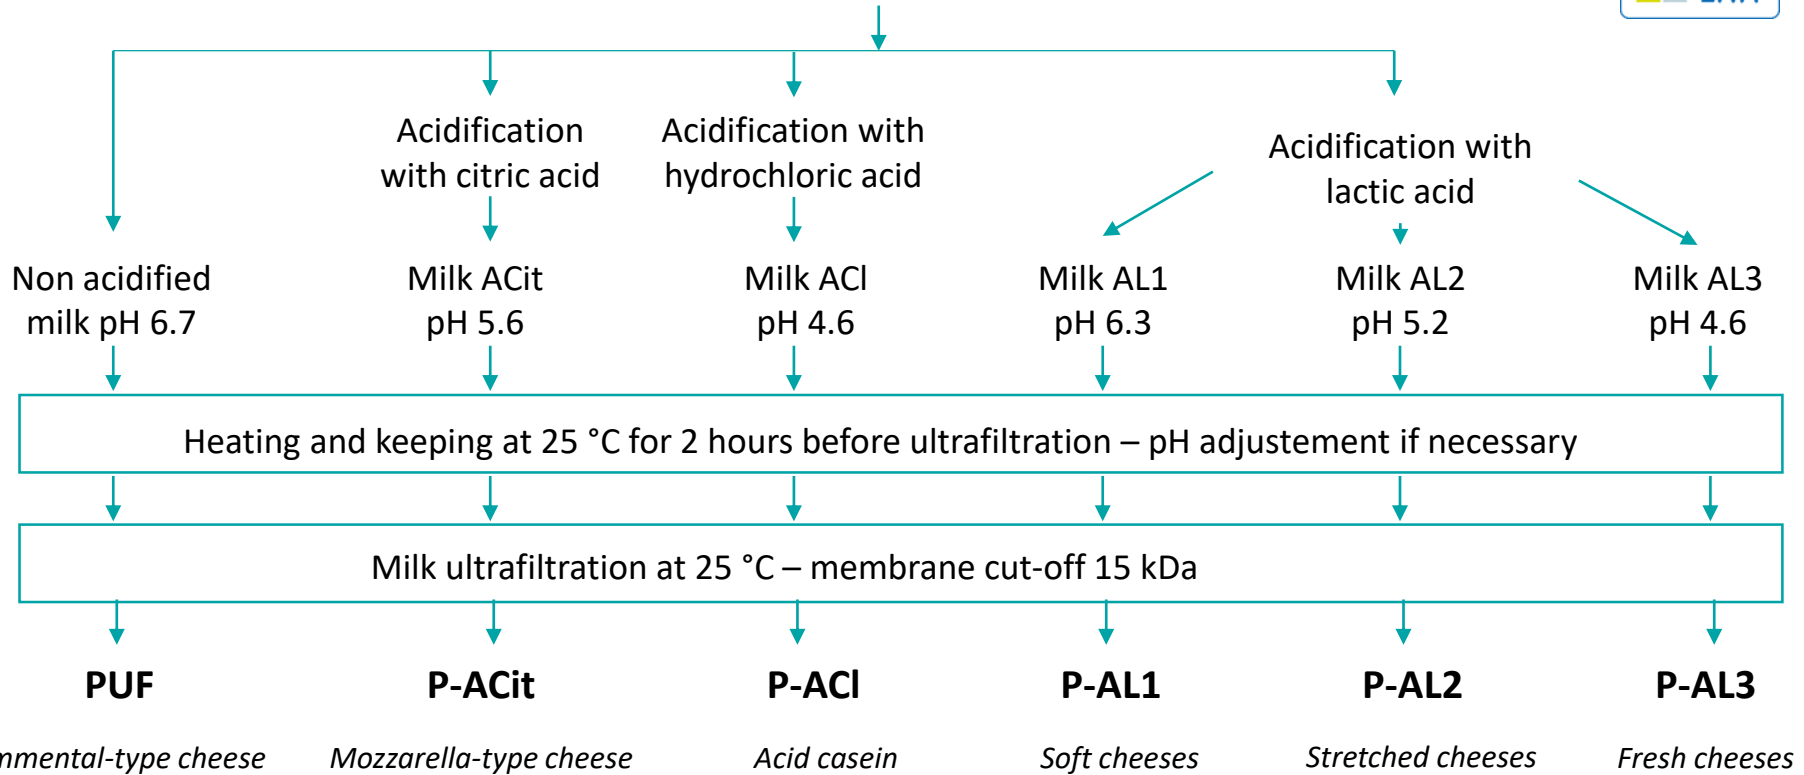 Acidification
with citric acid
Acidification with
hydrochloric acid
Acidification with
lactic acid
Non acidified
milk pH 6.7
Milk ACit
pH 5.6
Milk ACl
pH 4.6
Milk AL1
pH 6.3
Milk AL2
pH 5.2
Milk AL3
pH 4.6
Heating and keeping at 25 °C for 2 hours before ultrafiltration – pH adjustement if necessary
Milk ultrafiltration at 25 °C – membrane cut-off 15 kDa
PUF
P-ACit
P-ACl
P-AL1
P-AL2
P-AL3
mmental-type cheese
Mozzarella-type cheese
Acid casein
Soft cheeses
Stretched cheeses
Fresh cheeses